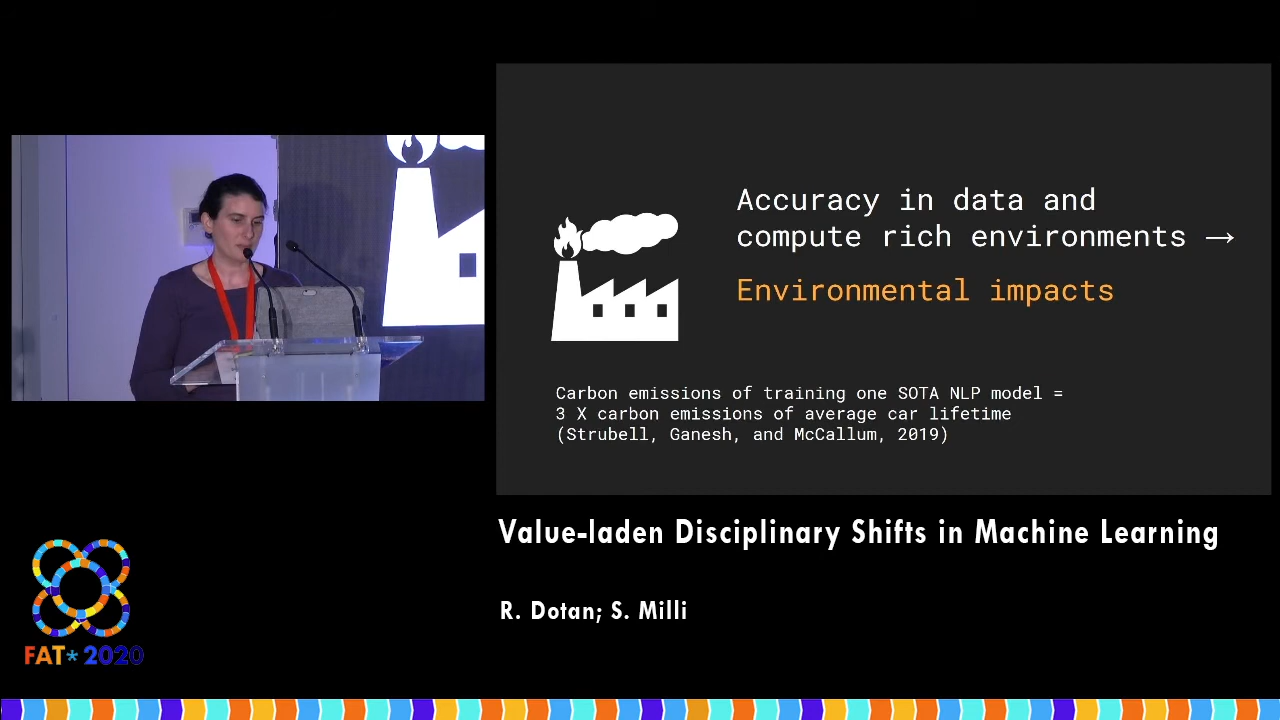 Accuracy in data and
compute rich environments →
Environmental impacts
Carbon emissions of training one SOTA NLP model =
3 X carbon emissions of average car lifetime
(Strubell, Ganesh, and McCallum, 2019)
Value-laden Disciplinary Shifts in Machine Learning
R. Dotan; S. Milli
FAT* 2020